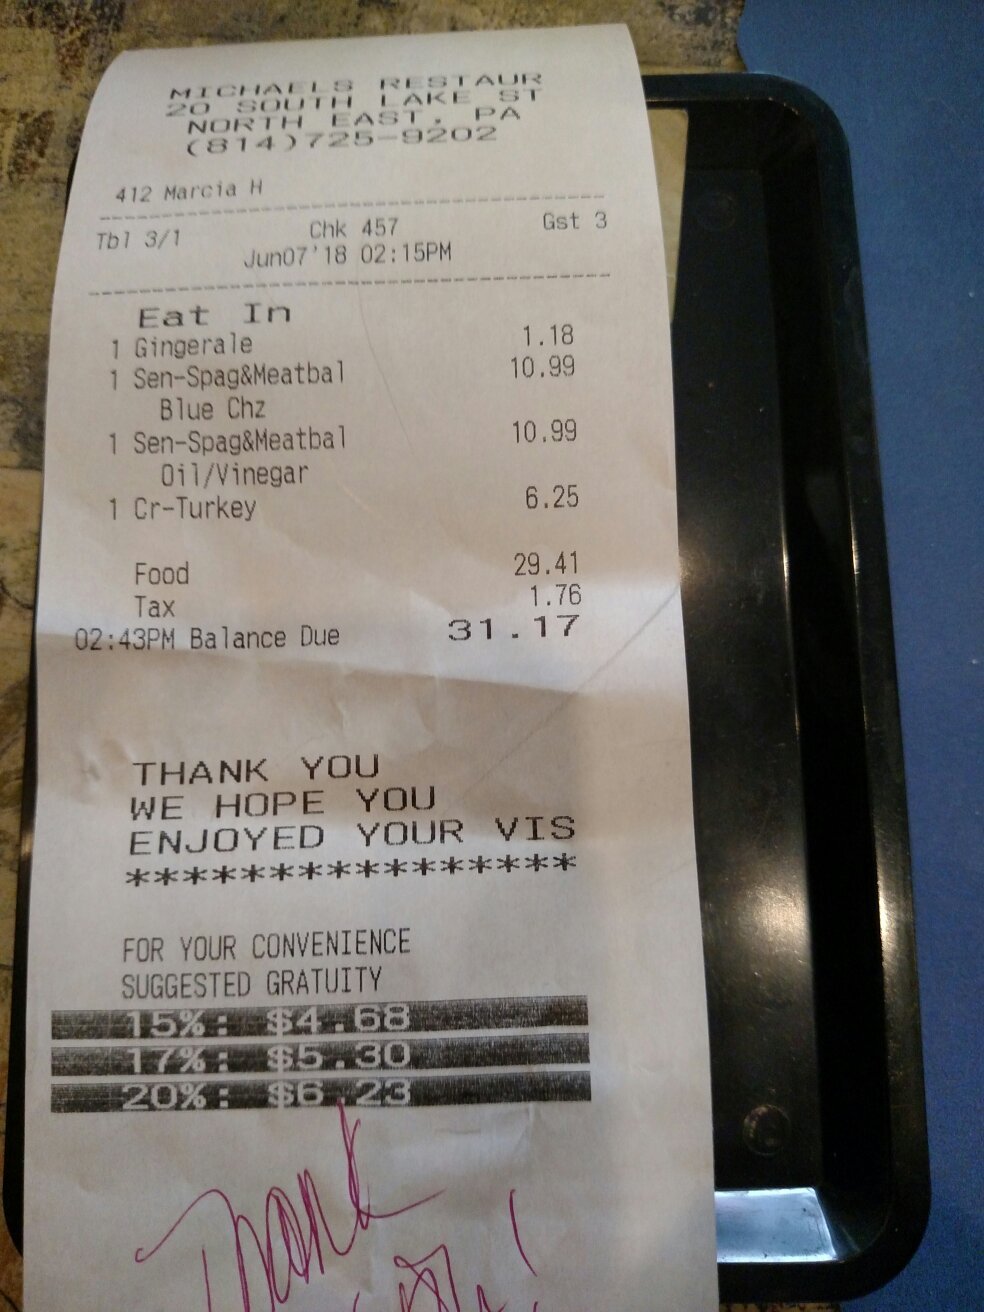 MICHAELS RESTAUR
20 SOUTH LAKE ST
NORTH EAST, PA
(814)725-9202
412 Marcia H
Tbl 3/1 Chk 457 Gst 3
Jun07'18 02:15PM
Eat In
1 Gingerale 1.18
1 Sen-Spag&Meatbal 10.99
Blue Chz
1 Sen-Spag&Meatbal 10.99
Oil/Vinegar
1 Cr-Turkey 6.25
Food 29.41
Tax 1.76
02:43PM Balance Due 31.17
THANK YOU
WE HOPE YOU
ENJOYED YOUR VIS
****************
FOR YOUR CONVENIENCE
SUGGESTED GRATUITY
15%: $4.68
17%: $5.30
20%: $6.23
Thank